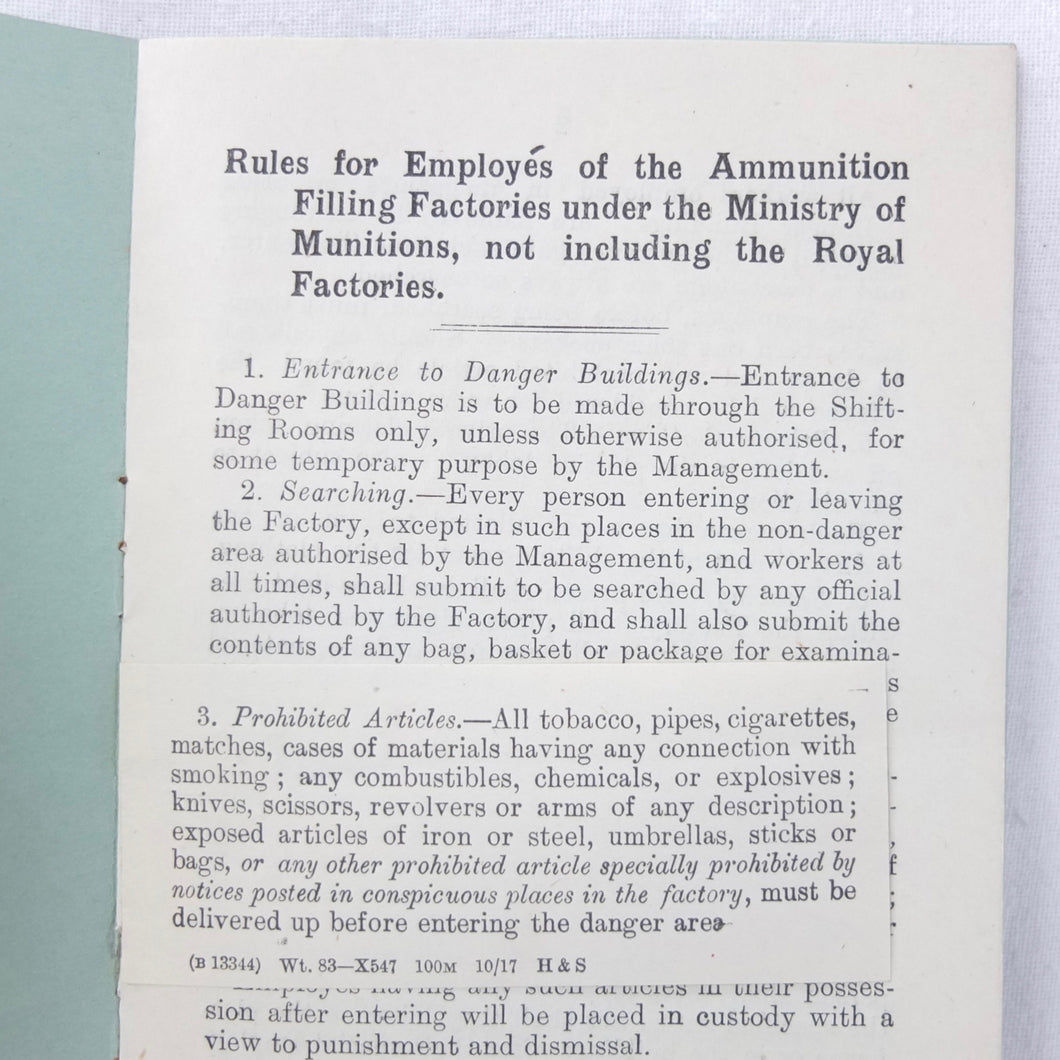 Rules for Employés of the Ammunition
Filling Factories under the Ministry of
Munitions, not including the Royal
Factories.
1. Entrance to Danger Buildings.—Entrance to
Danger Buildings is to be made through the Shift-
ing Rooms only, unless otherwise authorised, for
some temporary purpose by the Management.
2. Searching.—Every person entering or leaving
the Factory, except in such places in the non-danger
area authorised by the Management, and workers at
all times, shall submit to be searched by any official
authorised by the Factory, and shall also submit the
contents of any bag, basket or package for examina-
s
e
3. Prohibited Articles.—All tobacco, pipes, cigarettes,
matches, cases of materials having any connection with
smoking ; any combustibles, chemicals, or explosives ;
knives, scissors, revolvers or arms of any description ;
exposed articles of iron or steel, umbrellas, sticks or
bags, or any other prohibited article specially prohibited by
notices posted in conspicuous places in the factory, must be
delivered up before entering the danger area
(B 13344) Wt. 83—X547 100M 10/17 H & S
Employés having any such articles in their posses-
sion after entering will be placed in custody with a
view to punishment and dismissal.